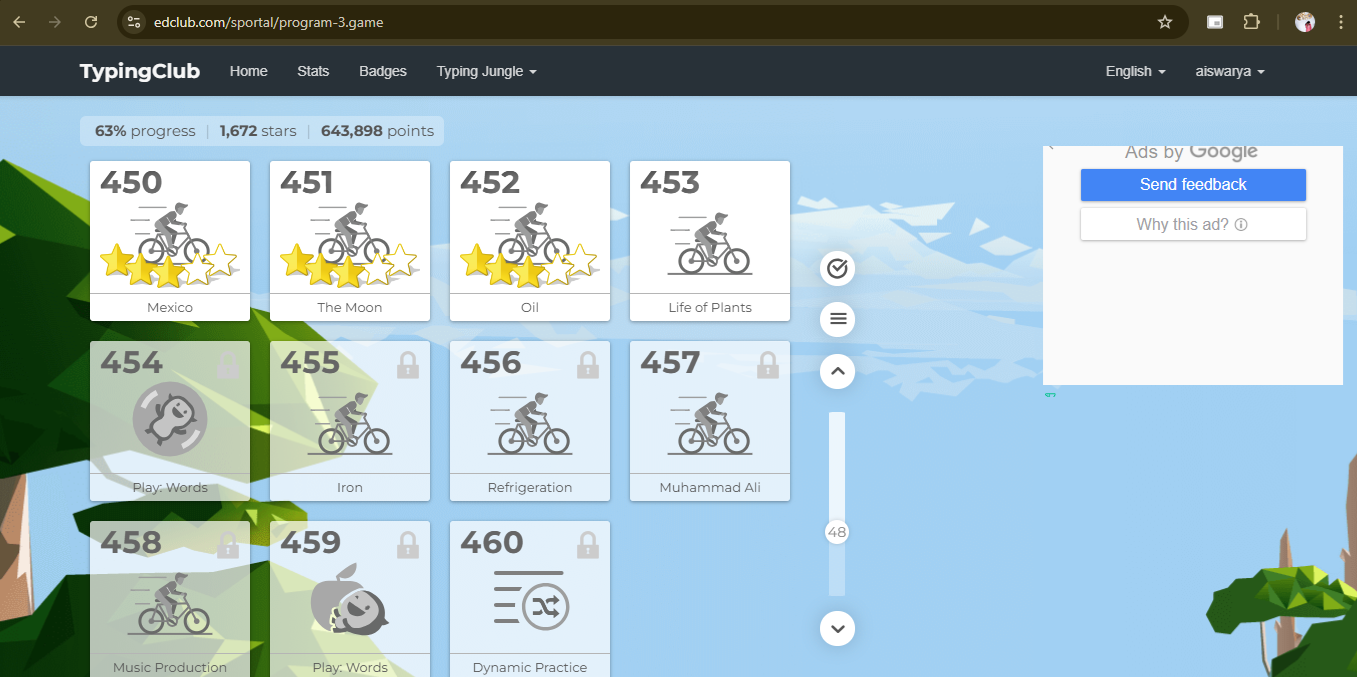 edclub.com/sportal/program-3.game
TypingClub Home Stats Badges Typing Jungle English aiswarya
63% progress | 1,672 stars | 643,898 points
450 451 452 453
Mexico The Moon Oil Life of Plants
454 455 456 457
Play: Words Iron Refrigeration Muhammad Ali
458 459 460
Music Production Play: Words Dynamic Practice
48
Ads by Google
Send feedback
Why this ad?